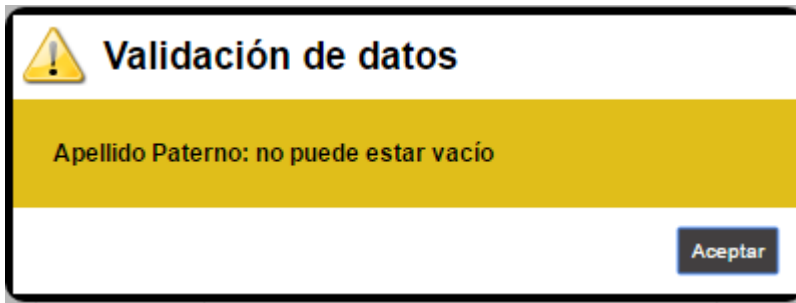 Validación de datos
Apellido Paterno: no puede estar vacío
Aceptar